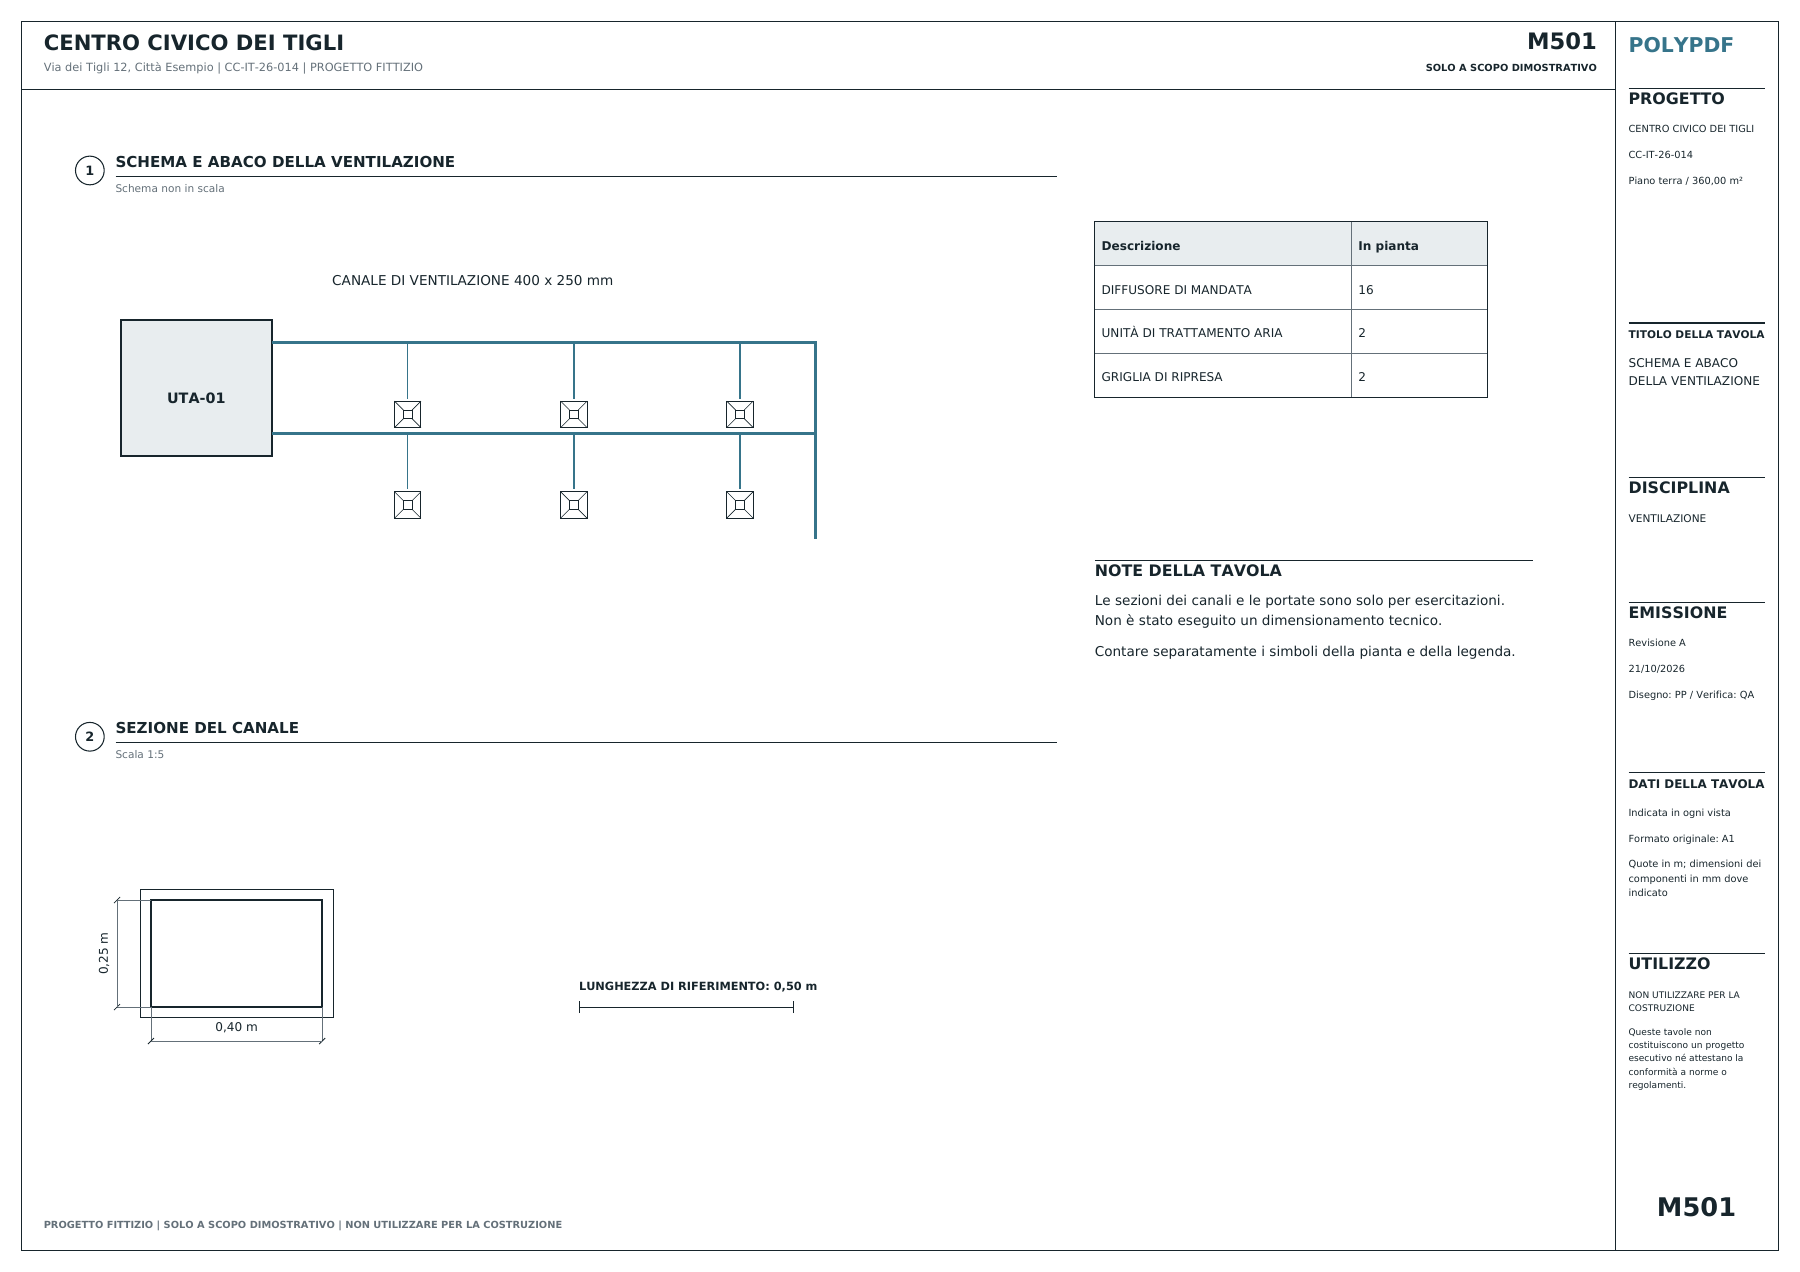 CENTRO CIVICO DEI TIGLI
Via dei Tigli 12, Città Esempio | CC-IT-26-014 | PROGETTO FITTIZIO
M501
SOLO A SCOPO DIMOSTRATIVO
1
SCHEMA E ABACO DELLA VENTILAZIONE
Schema non in scala
CANALE DI VENTILAZIONE 400 x 250 mm
UTA-01
Descrizione
In pianta
DIFFUSORE DI MANDATA
16
UNITÀ DI TRATTAMENTO ARIA
2
GRIGLIA DI RIPRESA
2
NOTE DELLA TAVOLA
Le sezioni dei canali e le portate sono solo per esercitazioni.
Non è stato eseguito un dimensionamento tecnico.
Contare separatamente i simboli della pianta e della legenda.
2
SEZIONE DEL CANALE
Scala 1:5
0,25 m
0,40 m
LUNGHEZZA DI RIFERIMENTO: 0,50 m
PROGETTO FITTIZIO | SOLO A SCOPO DIMOSTRATIVO | NON UTILIZZARE PER LA COSTRUZIONE
POLYPDF
PROGETTO
CENTRO CIVICO DEI TIGLI
CC-IT-26-014
Piano terra / 360,00 m²
TITOLO DELLA TAVOLA
SCHEMA E ABACO
DELLA VENTILAZIONE
DISCIPLINA
VENTILAZIONE
EMISSIONE
Revisione A
21/10/2026
Disegno: PP / Verifica: QA
DATI DELLA TAVOLA
Indicata in ogni vista
Formato originale: A1
Quote in m; dimensioni dei
componenti in mm dove
indicato
UTILIZZO
NON UTILIZZARE PER LA
COSTRUZIONE
Queste tavole non
costituiscono un progetto
esecutivo né attestano la
conformità a norme o
regolamenti.
M501